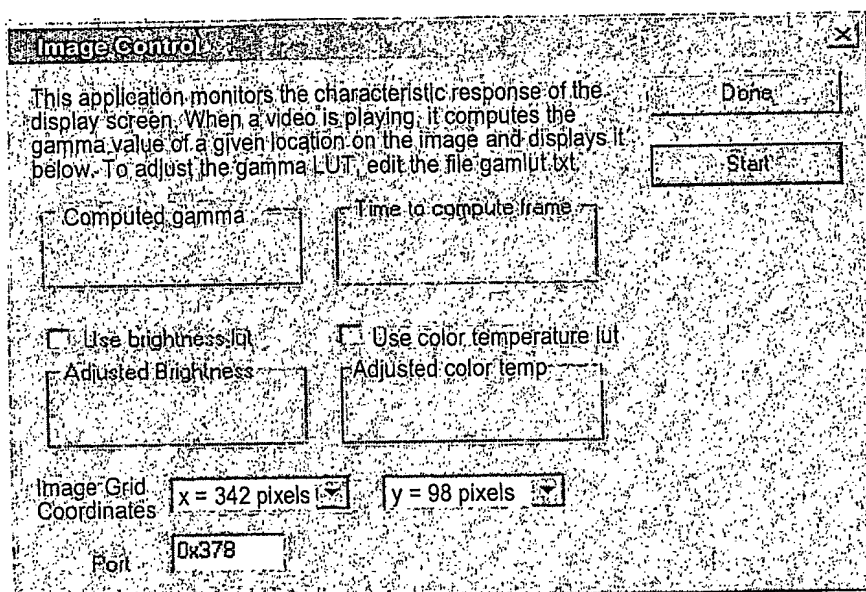 Image Control
This application monitors the characteristic response of the
display screen. When a video is playing, it computes the
gamma value of a given location on the image and displays it
below. To adjust the gamma LUT, edit the file gamlut.txt.
Done
Start
Computed gamma
Time to compute frame
Use brightness lut
Use color temperature lut
Adjusted Brightness
Adjusted color temp
Image Grid
Coordinates
x = 342 pixels
y = 98 pixels
Port
0x378